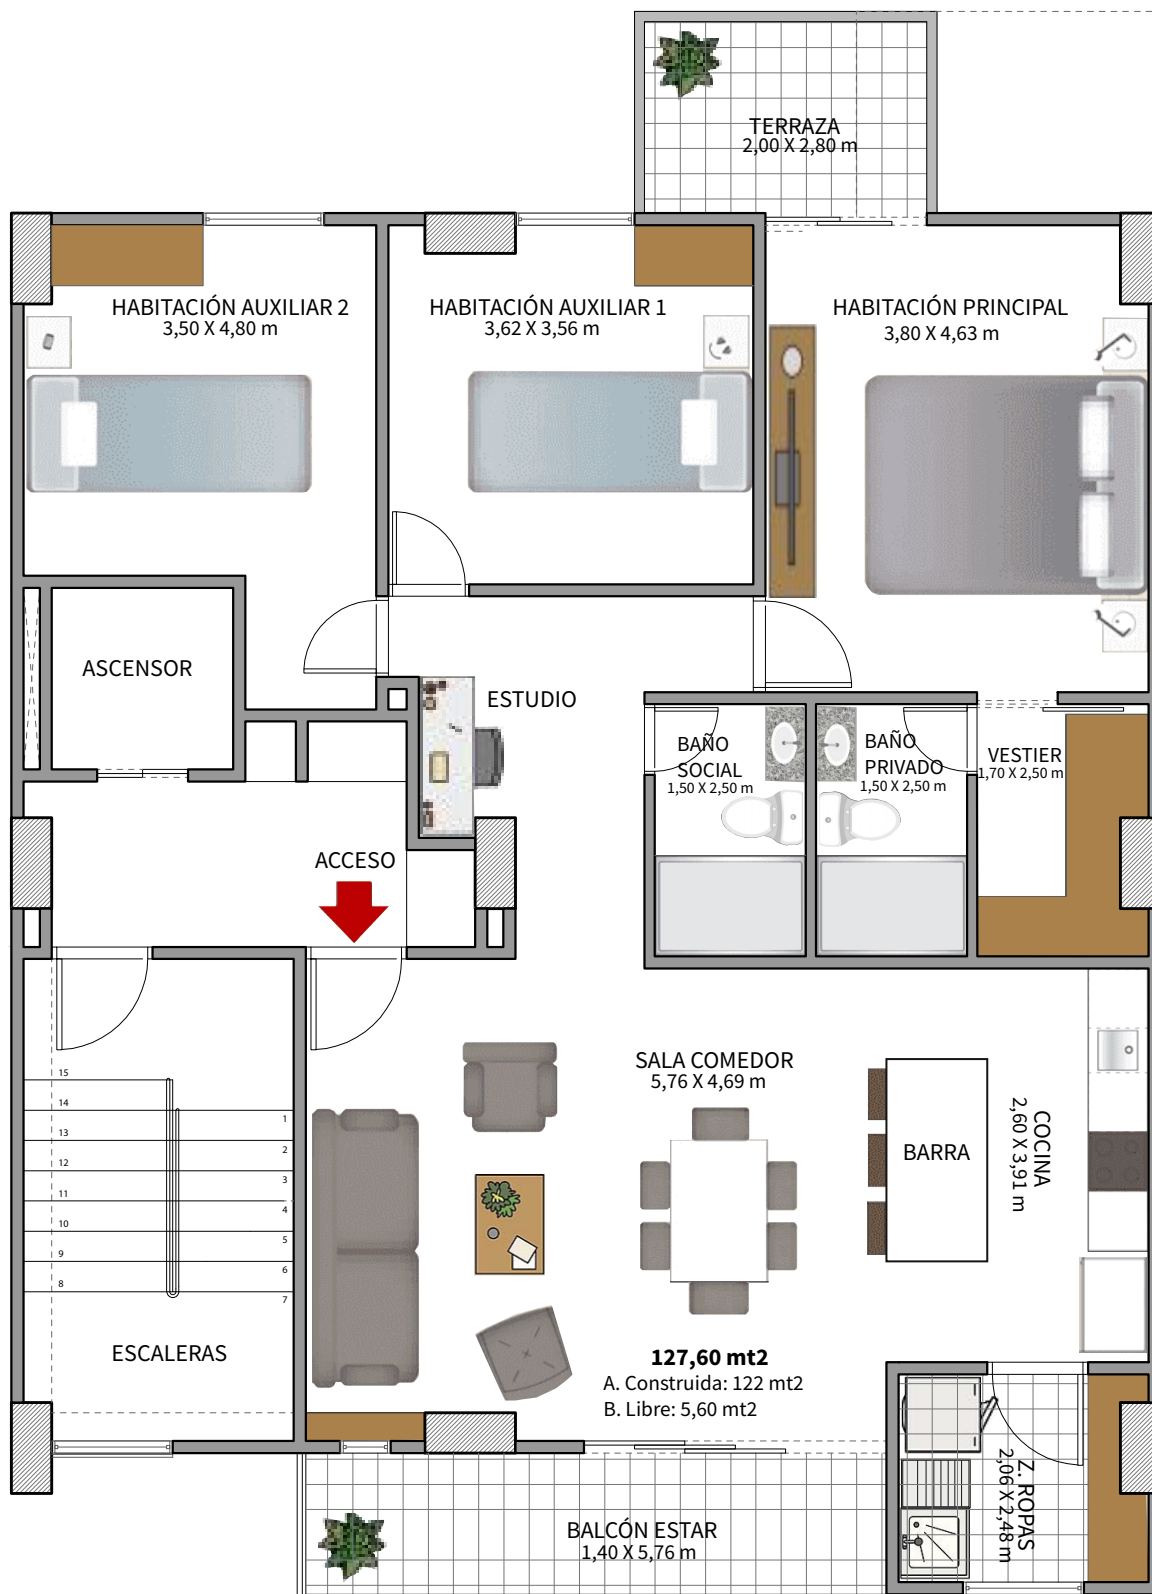 TERRAZA
2,00 X 2,80 m
HABITACIÓN AUXILIAR 2
3,50 X 4,80 m
HABITACIÓN AUXILIAR 1
3,62 X 3,56 m
HABITACIÓN PRINCIPAL
3,80 X 4,63 m
ASCENSOR
ESTUDIO
BAÑO
SOCIAL
1,50 X 2,50 m
BAÑO
PRIVADO
1,50 X 2,50 m
VESTIER
1,70 X 2,50 m
ACCESO
SALA COMEDOR
5,76 X 4,69 m
BARRA
COCINA
2,60 X 3,91 m
15
14
13
12
11
10
9
8
1
2
3
4
5
6
7
ESCALERAS
127,60 mt2
A. Construida: 122 mt2
B. Libre: 5,60 mt2
Z. ROPAS
2,06 X 2,48 m
BALCÓN ESTAR
1,40 X 5,76 m